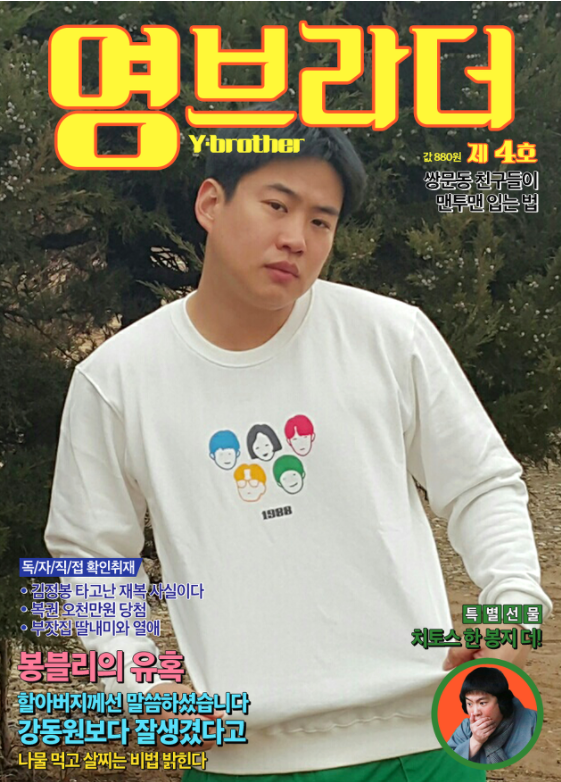 영브라더
Y·brother
값 880원 제 4호
쌍문동 친구들이
맨투맨 입는 법
1988
독/자/직/접 확인취재
• 김정봉 타고난 재복 사실이다
• 복권 오천만원 당첨
• 부잣집 딸내미와 열애
봉블리의 유혹
할아버지께선 말씀하셨습니다
강동원보다 잘생겼다고
나물 먹고 살찌는 비법 밝힌다
특별선물
치토스 한 봉지 더!